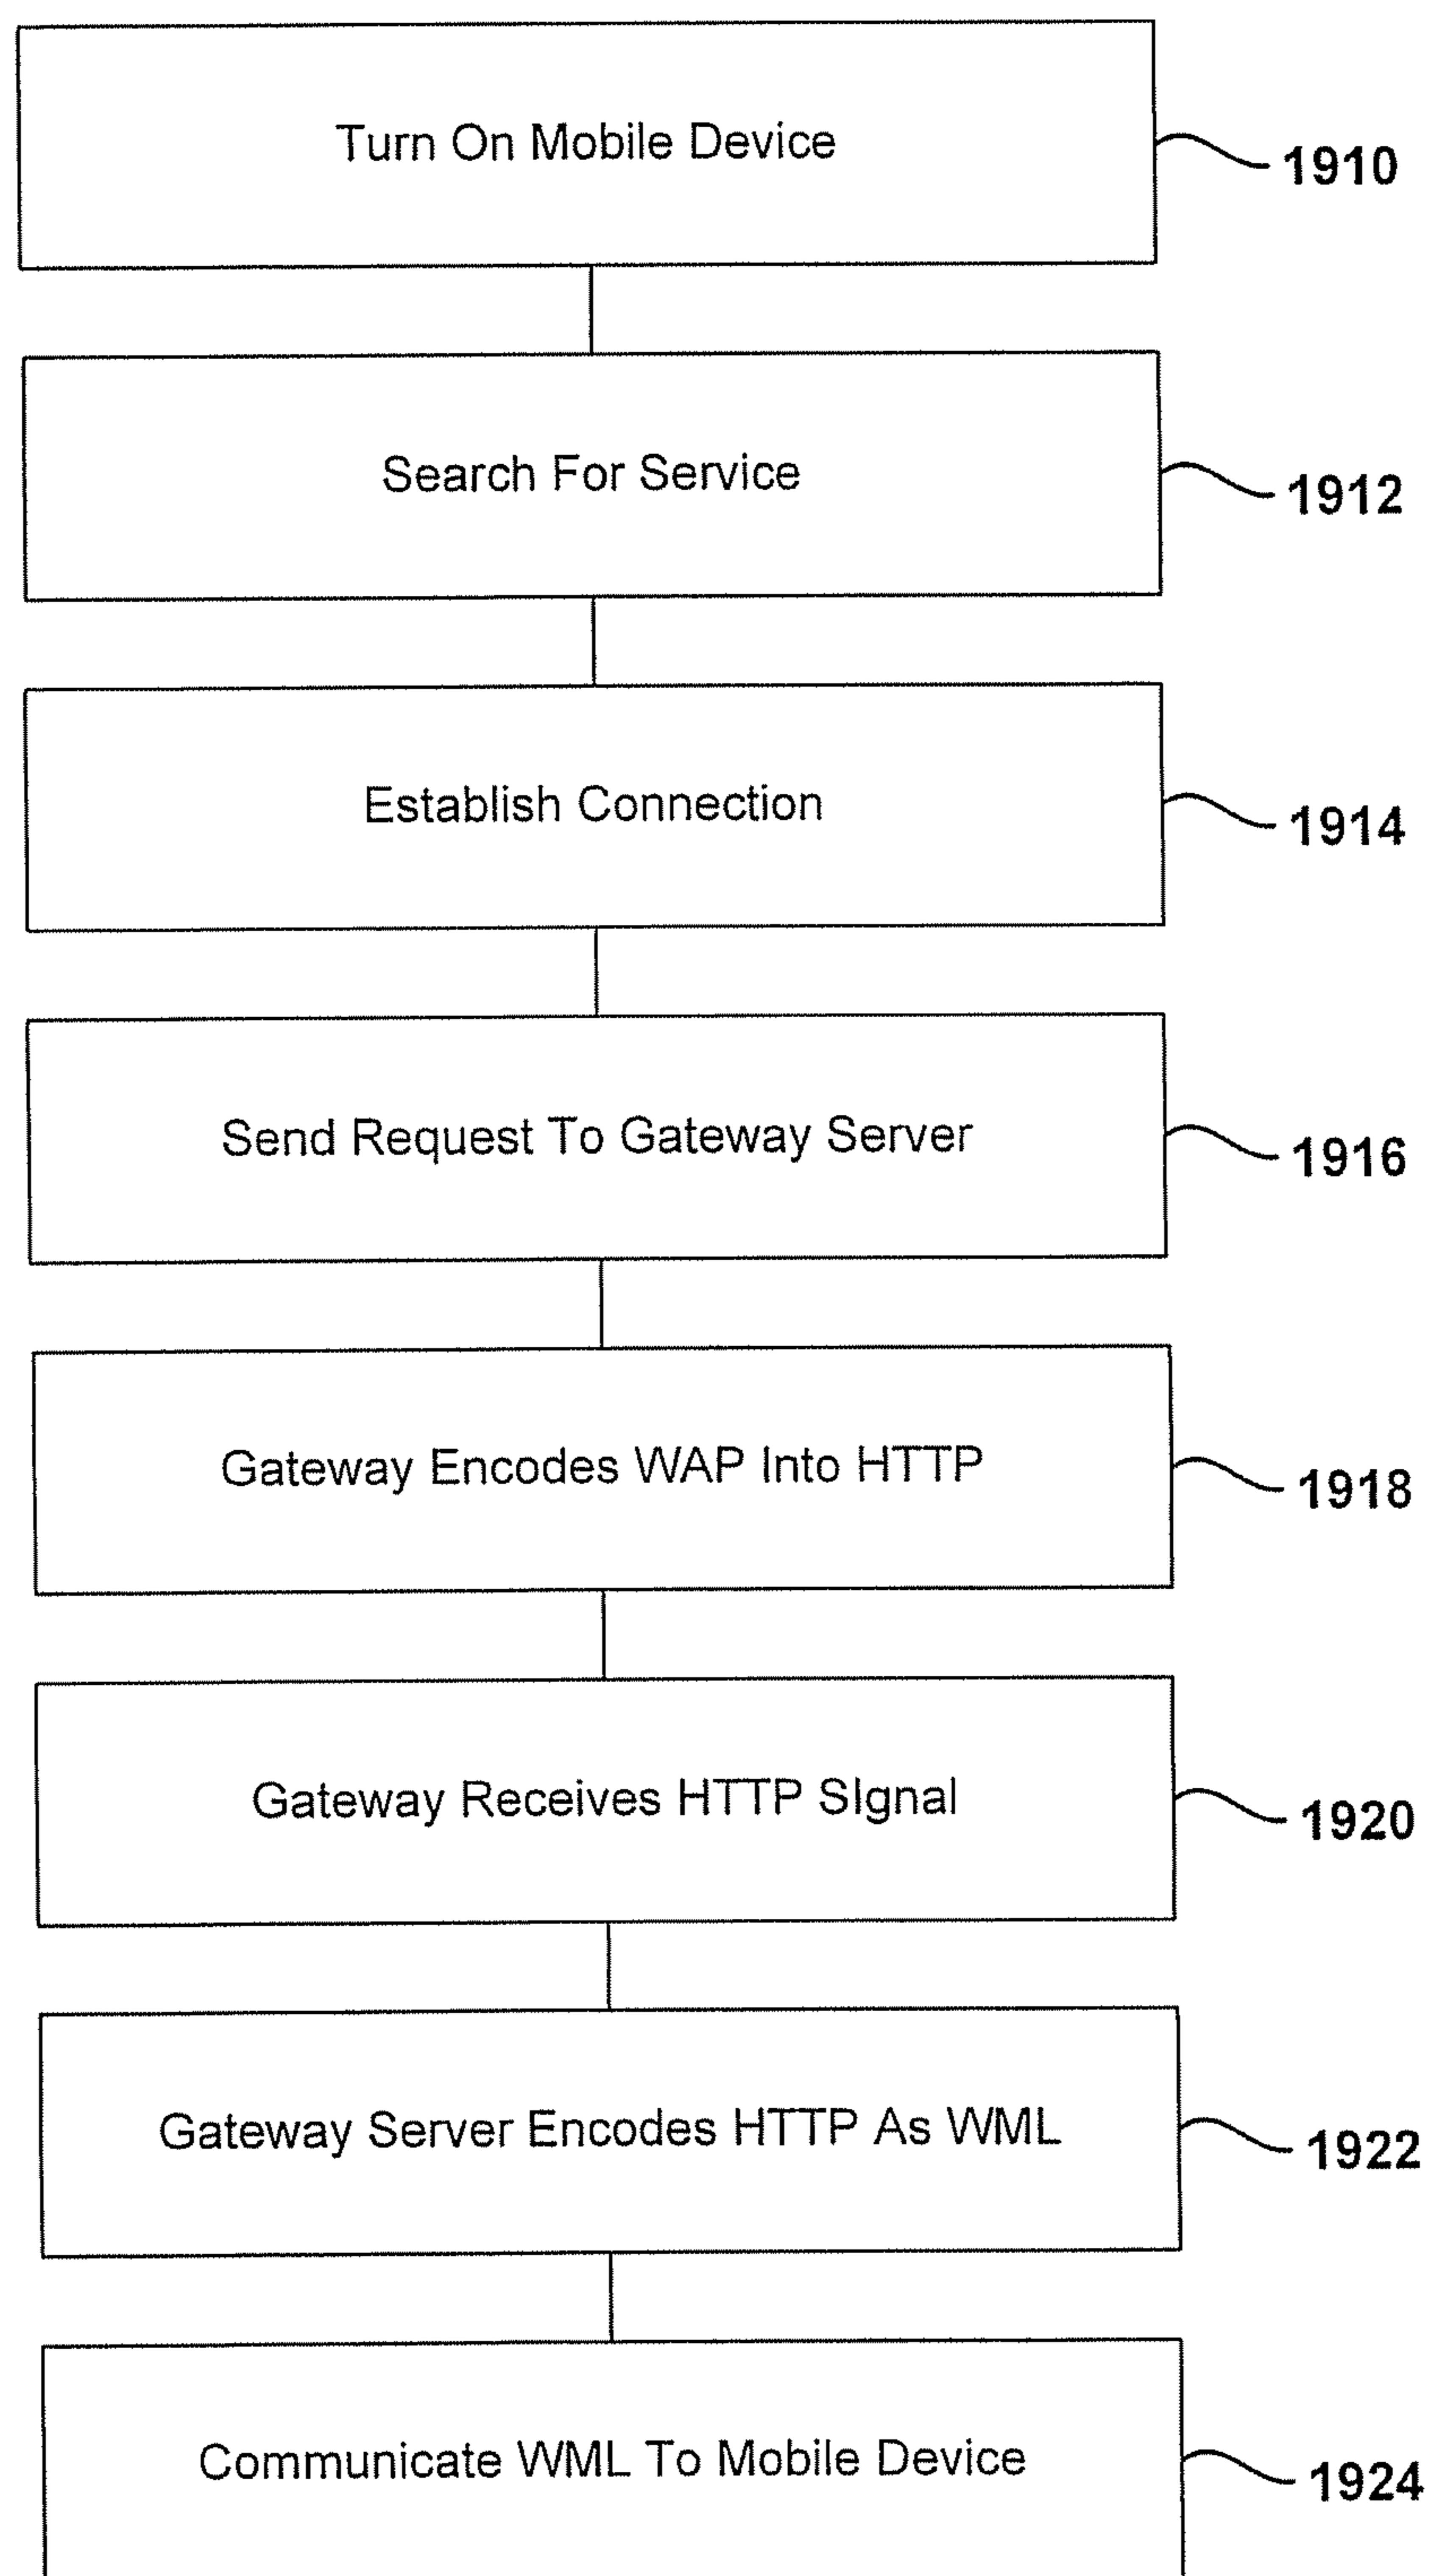 Turn On Mobile Device
1910
Search For Service
1912
Establish Connection
1914
Send Request To Gateway Server
1916
Gateway Encodes WAP Into HTTP
1918
Gateway Receives HTTP SIgnal
1920
Gateway Server Encodes HTTP As WML
1922
Communicate WML To Mobile Device
1924